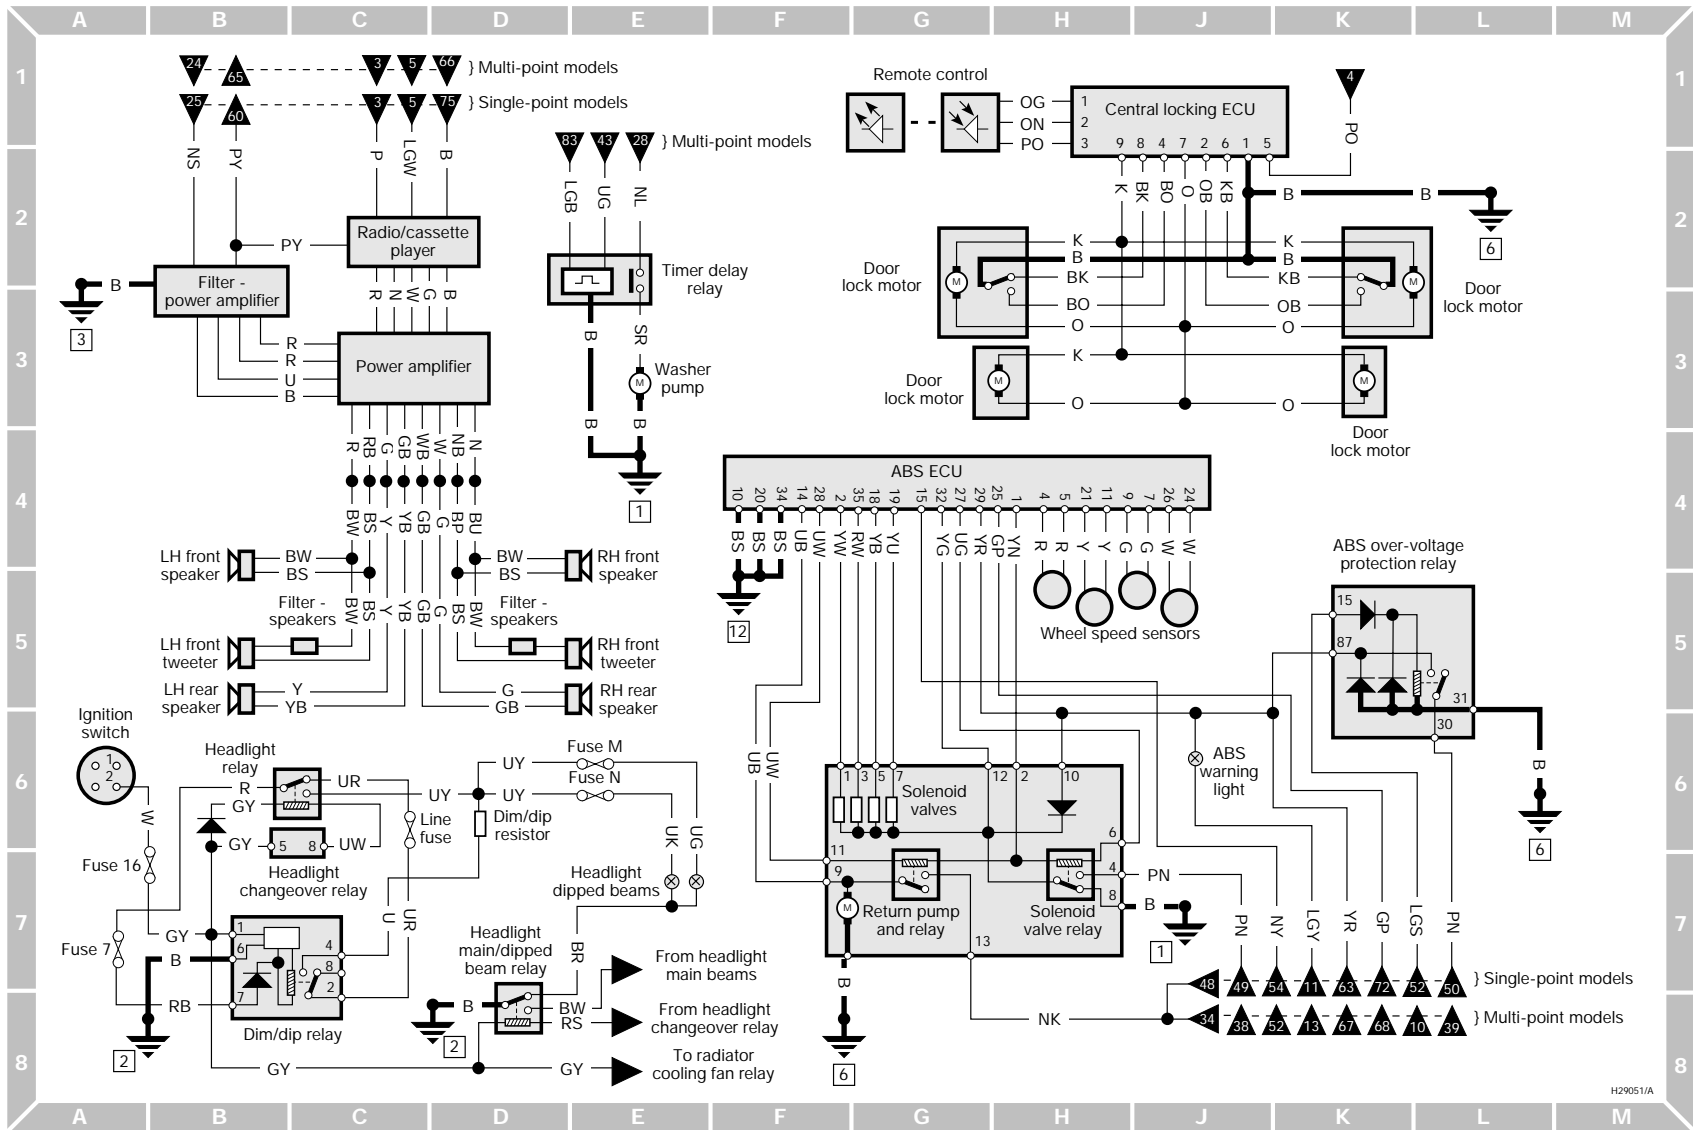 A B C D E F G H J K L M
1 1
2 2
3 3
4 4
5 5
6 6
7 7
8 8
24 65 3 5 66 } Multi-point models
25 60 3 5 75 } Single-point models
NS PY P LGW B
83 43 28 } Multi-point models
LGB UG NL
Radio/cassette
player
PY
B
Filter -
power amplifier
3
R N W G B
R
R
U
B
Power amplifier
Timer delay
relay
B SR
Washer
pump
M
B B
1
R RB G GB WB W NB N
BW BS Y YB GB G BP BU
LH front
speaker
BW
BS
BW
BS
RH front
speaker
Filter -
speakers
BW BS Y YB GB G BS BW
Filter -
speakers
LH front
tweeter
RH front
tweeter
LH rear
speaker
Y
YB
G
GB
RH rear
speaker
Remote control
OG 1
ON 2
PO 3
Central locking ECU
9 8 4 7 2 6 1 5
K BK BO O OB KB
4
PO
B B
6
Door
lock motor
M
K
B
BK
BO
O
K
B
KB
OB
O
M
Door
lock motor
Door
lock motor
M
K
O
O
M
Door
lock motor
ABS ECU
10 20 34 14 28 2 35 18 19 15 32 27 29 25 1 4 5 21 11 9 7 26 24
BS BS BS UB UW YW RW YB YU YG UG YR GP YN R R Y Y G G W W
12
Wheel speed sensors
ABS over-voltage
protection relay
15
87
31
30
B
6
Ignition
switch
1
2
W
Fuse 16
Headlight
relay
R
GY
UR
GY 5 8 UW
Headlight
changeover relay
Line
fuse
UY
UY
UY
Fuse M
Fuse N
Dim/dip
resistor
UK UG
Headlight
dipped beams
U UR
Fuse 7
GY
B
RB
1
6
7
4
8
2
Dim/dip relay
2
Headlight
main/dipped
beam relay
BR
B
BW
RS
2
From headlight
main beams
From headlight
changeover relay
GY GY
To radiator
cooling fan relay
UB UW
1 3 5 7 12 2 10
Solenoid
valves
6
11
9
4
8
M
Return pump
and relay
Solenoid
valve relay
13
B
6
PN
B
1
NK
ABS
warning
light
PN NY LGY YR GP LGS PN
48 49 54 11 63 72 52 50 } Single-point models
34 38 52 13 67 68 10 39 } Multi-point models
H29051/A
A B C D E F G H J K L M